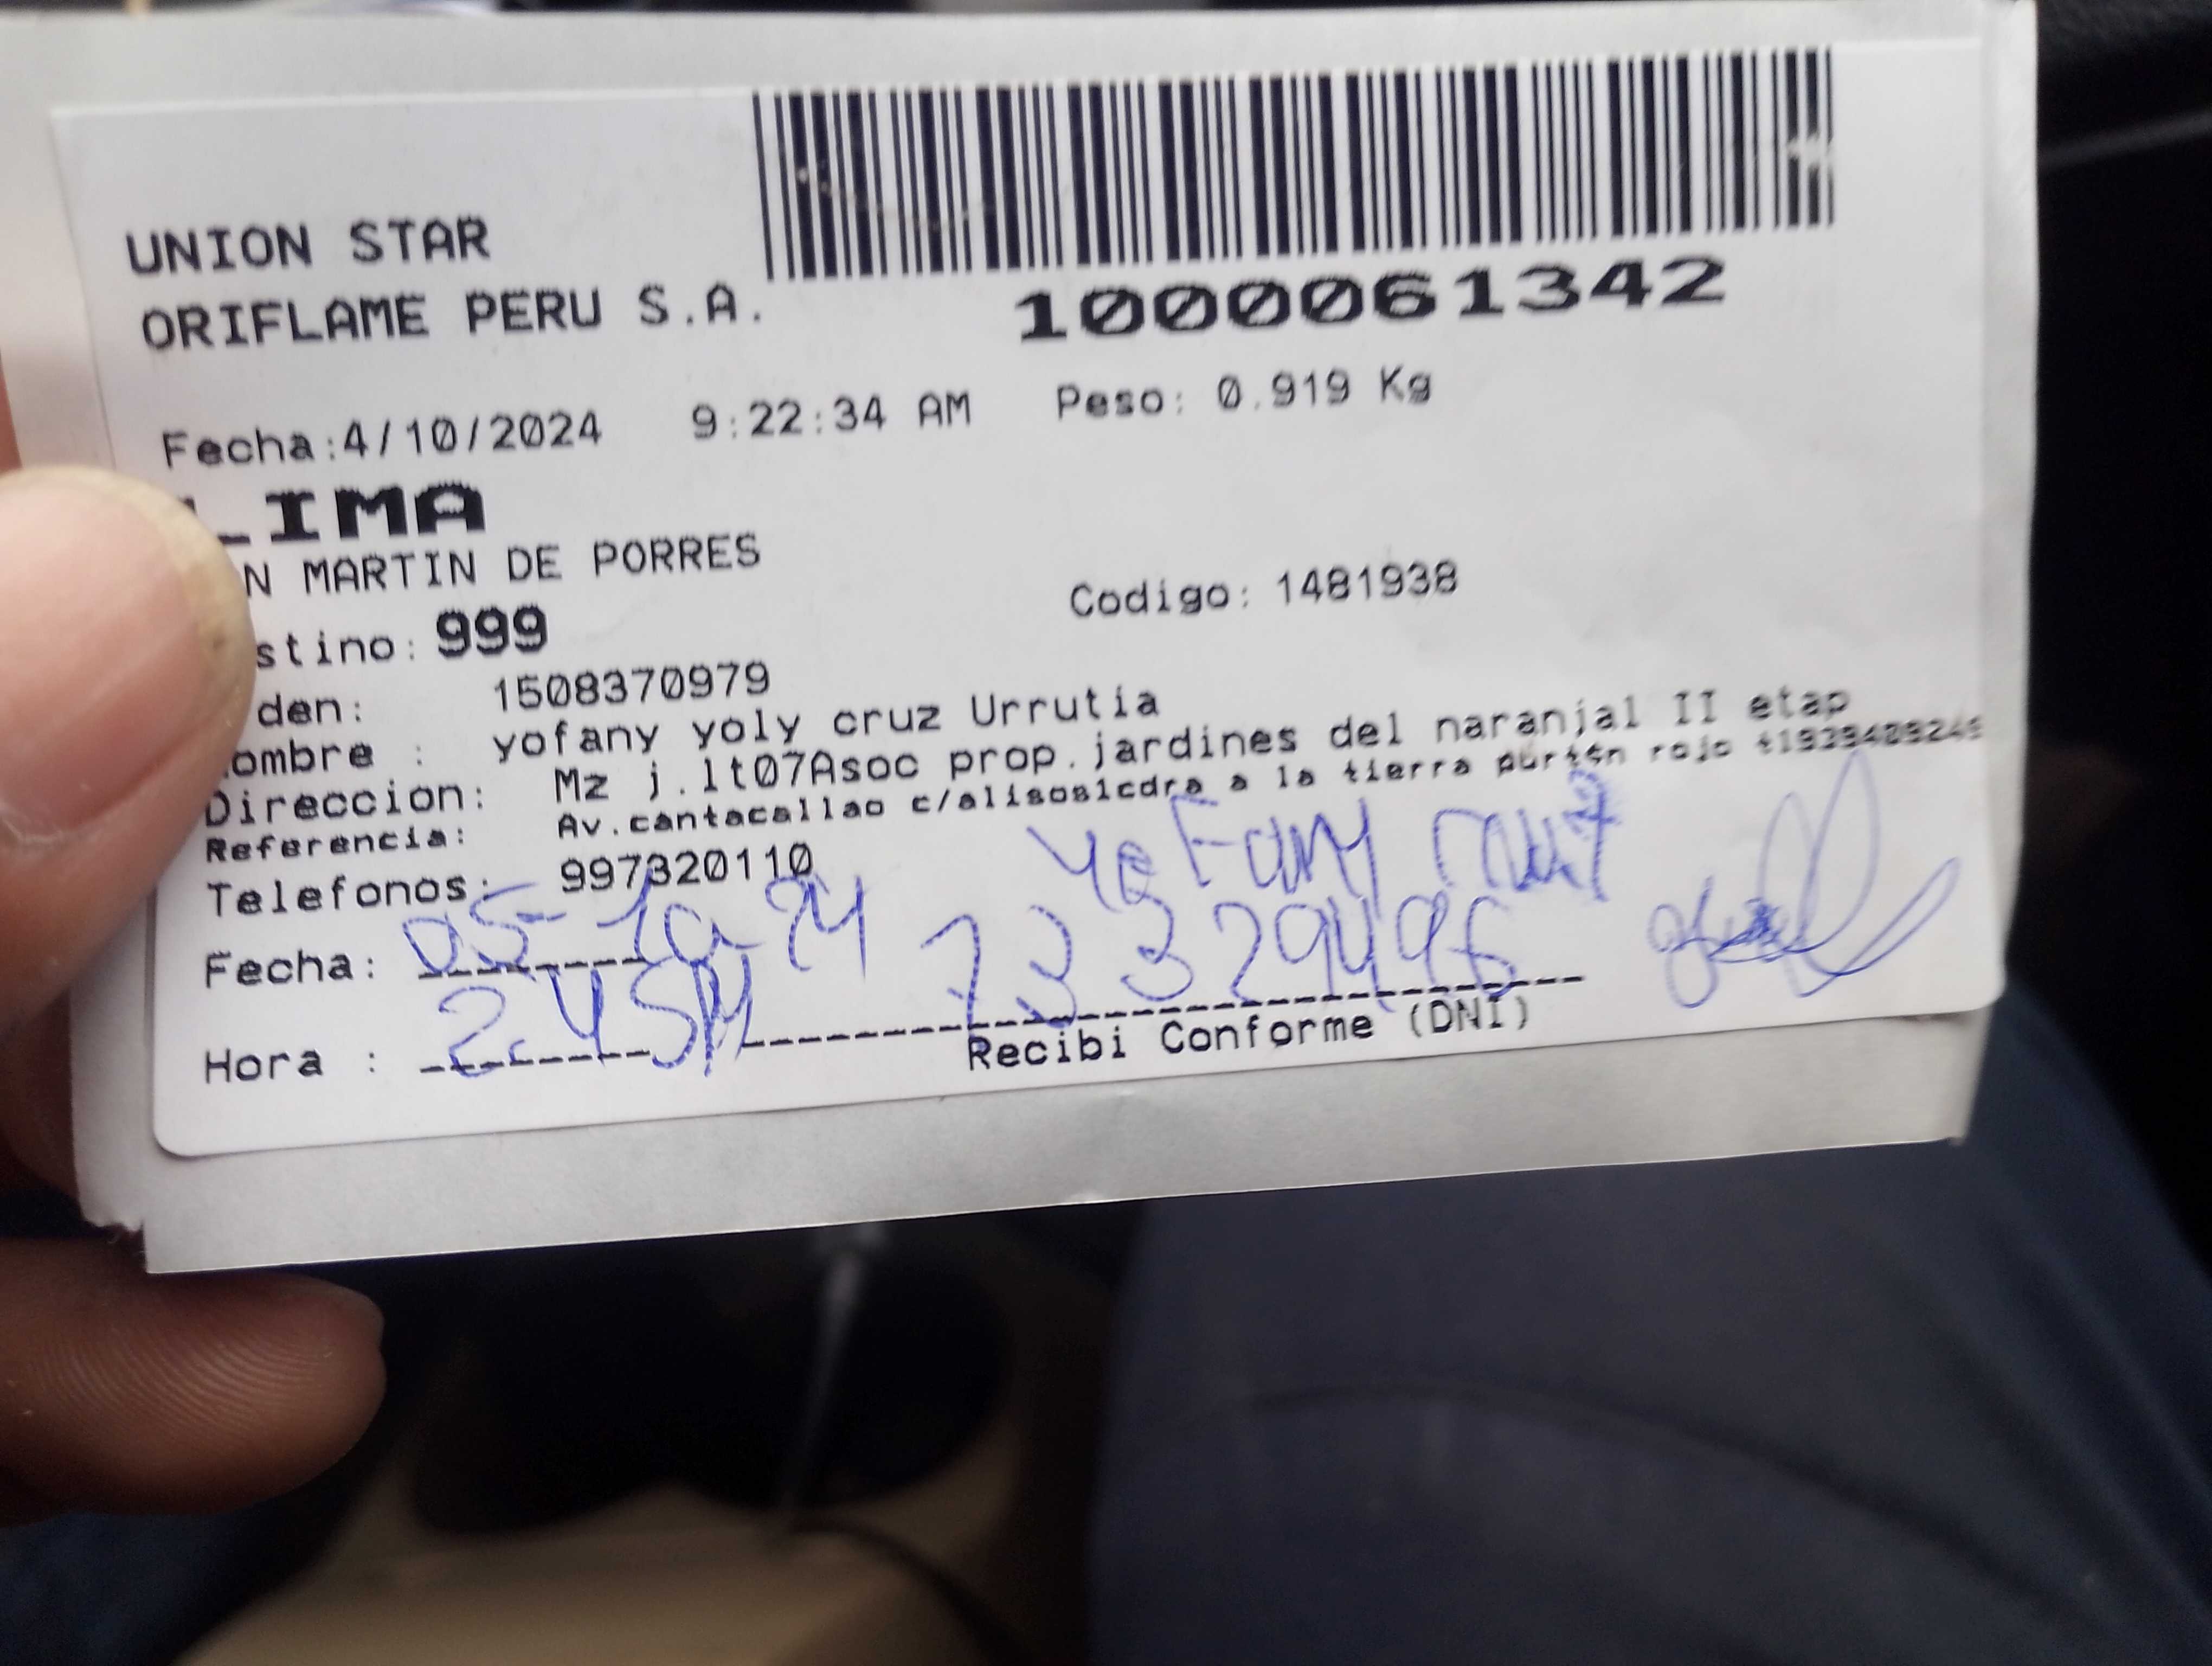 UNION STAR
ORIFLAME PERU S.A.
1000061342
Fecha:4/10/2024 9:22:34 AM Peso: 0.919 Kg
LIMA
N MARTIN DE PORRES
Codigo: 1481938
stino: 999
den: 1508370979
ombre : yofany yoly cruz Urrutia
Direccion: Mz j.lt07Asoc prop.jardines del naranjal II etap
Referencia: Av.cantacallao c/alisos1cdra a la tierra portón rojo
Telefonos: 997320110
yoFany cruz
Fecha: 05-10-24 73329496
Hora : 2.45PM
Recibi Conforme (DNI)